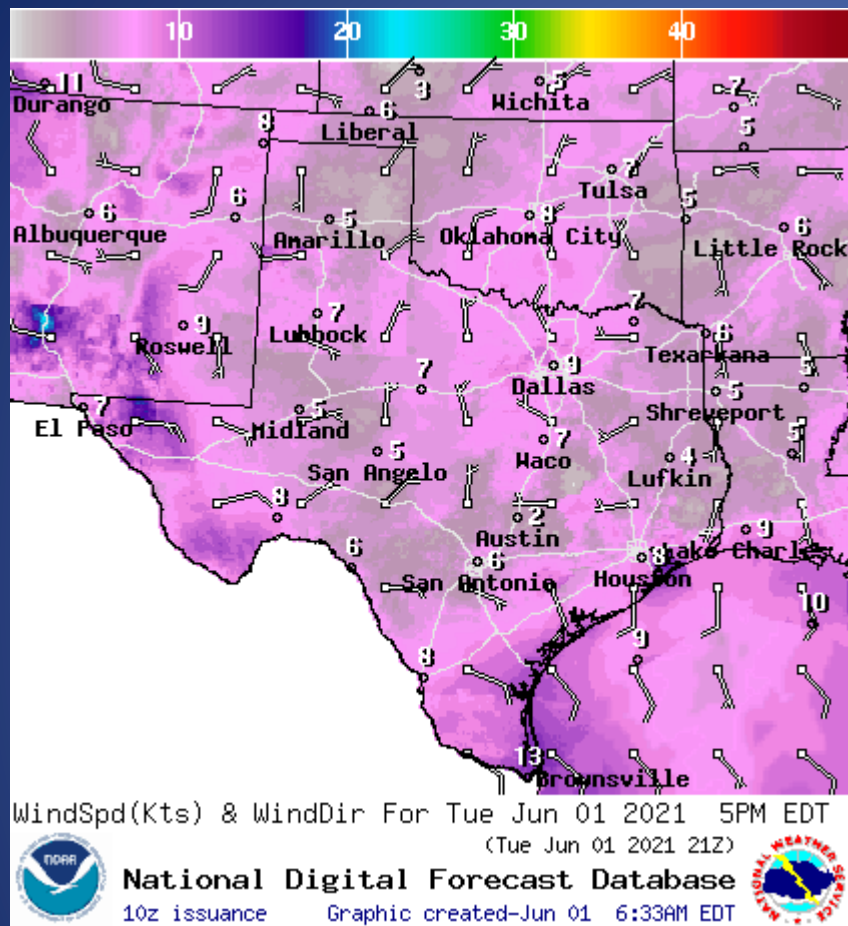 10 20 30 40
11 3 5 7
Durango Wichita
6
Liberal
8 5
7
Tulsa
6 6 5 8 5 6
Albuquerque Amarillo Oklahoma City Little Rock
9 7 7 6
Roswell Lubbock Texarkana
7 9 5 5
Dallas
7 5 Shreveport
El Paso Midland
5 7 4 5
San Angelo Waco Lufkin
8 2 9
Austin
6 6 8 Lake Charle
San Antonio Houston
10
8 9
13
Brownsville
WindSpd(Kts) & WindDir For Tue Jun 01 2021 5PM EDT
(Tue Jun 01 2021 21Z)
NOAA
National Digital Forecast Database
10z issuance Graphic created-Jun 01 6:33AM EDT
NATIONAL WEATHER SERVICE